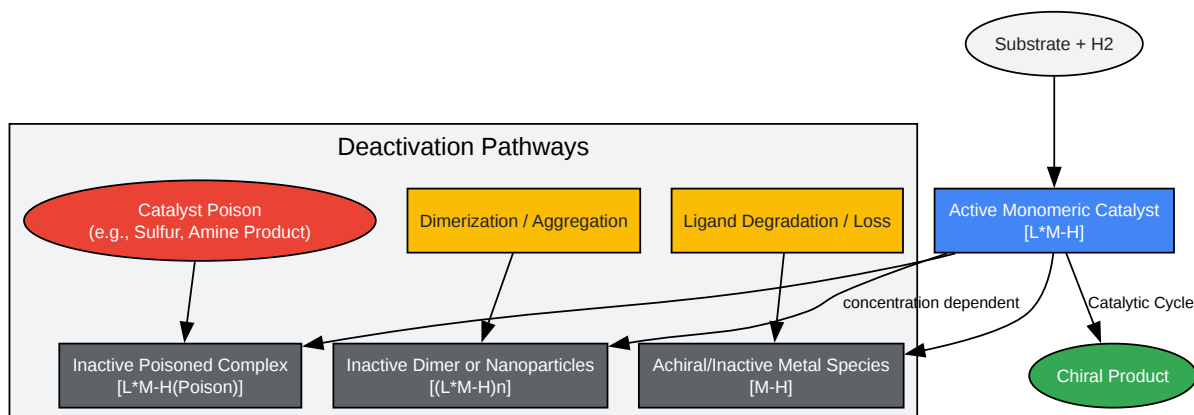 Substrate + H2
Deactivation Pathways
Catalyst Poison
(e.g., Sulfur, Amine Product)
Dimerization / Aggregation
Ligand Degradation / Loss
Active Monomeric Catalyst
[L*M-H]
concentration dependent
Catalytic Cycle
Inactive Poisoned Complex
[L*M-H(Poison)]
Inactive Dimer or Nanoparticles
[(L*M-H)n]
Achiral/Inactive Metal Species
[M-H]
Chiral Product